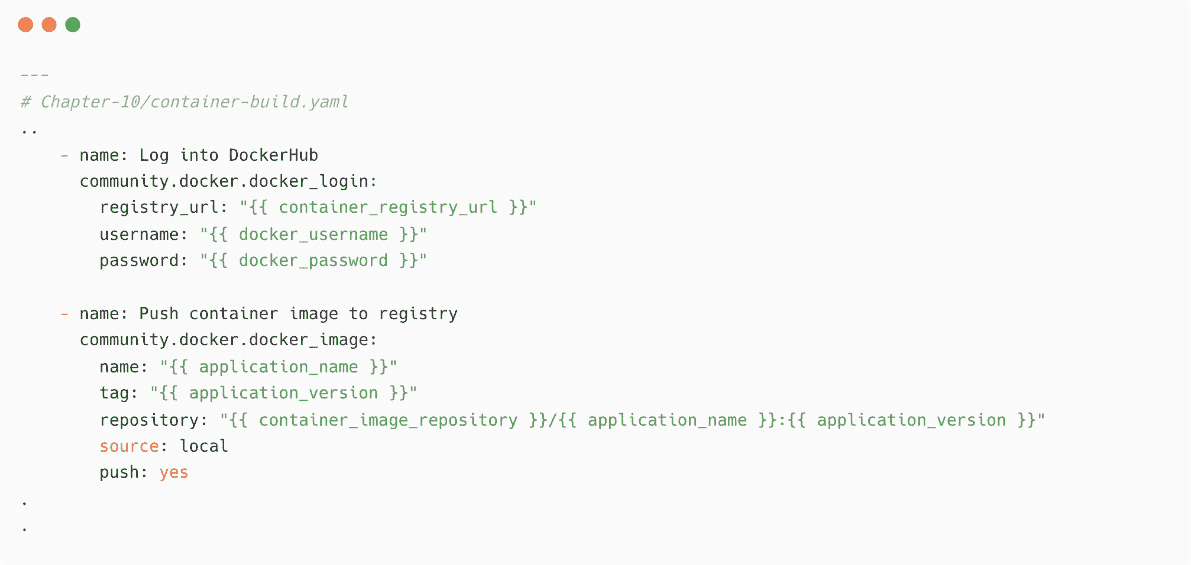 ---
# Chapter-10/container-build.yaml
..
    - name: Log into DockerHub
      community.docker.docker_login:
        registry_url: "{{ container_registry_url }}"
        username: "{{ docker_username }}"
        password: "{{ docker_password }}"

    - name: Push container image to registry
      community.docker.docker_image:
        name: "{{ application_name }}"
        tag: "{{ application_version }}"
        repository: "{{ container_image_repository }}/{{ application_name }}:{{ application_version }}"
        source: local
        push: yes
.
.